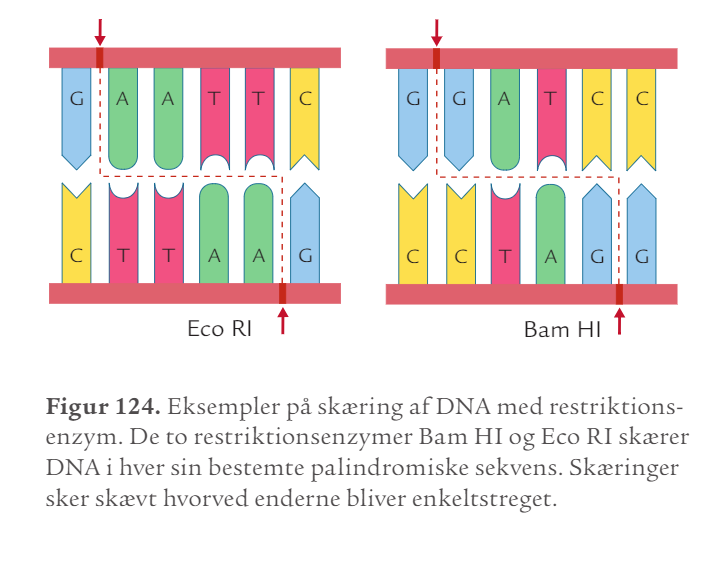 G A A T T C
C T T A A G
Eco RI
G G A T C C
C C T A G G
Bam HI
Figur 124. Eksempler på skæring af DNA med restriktions-
enzym. De to restriktionsenzymer Bam HI og Eco RI skærer
DNA i hver sin bestemte palindromiske sekvens. Skæringer
sker skævt hvorved enderne bliver enkeltstreget.